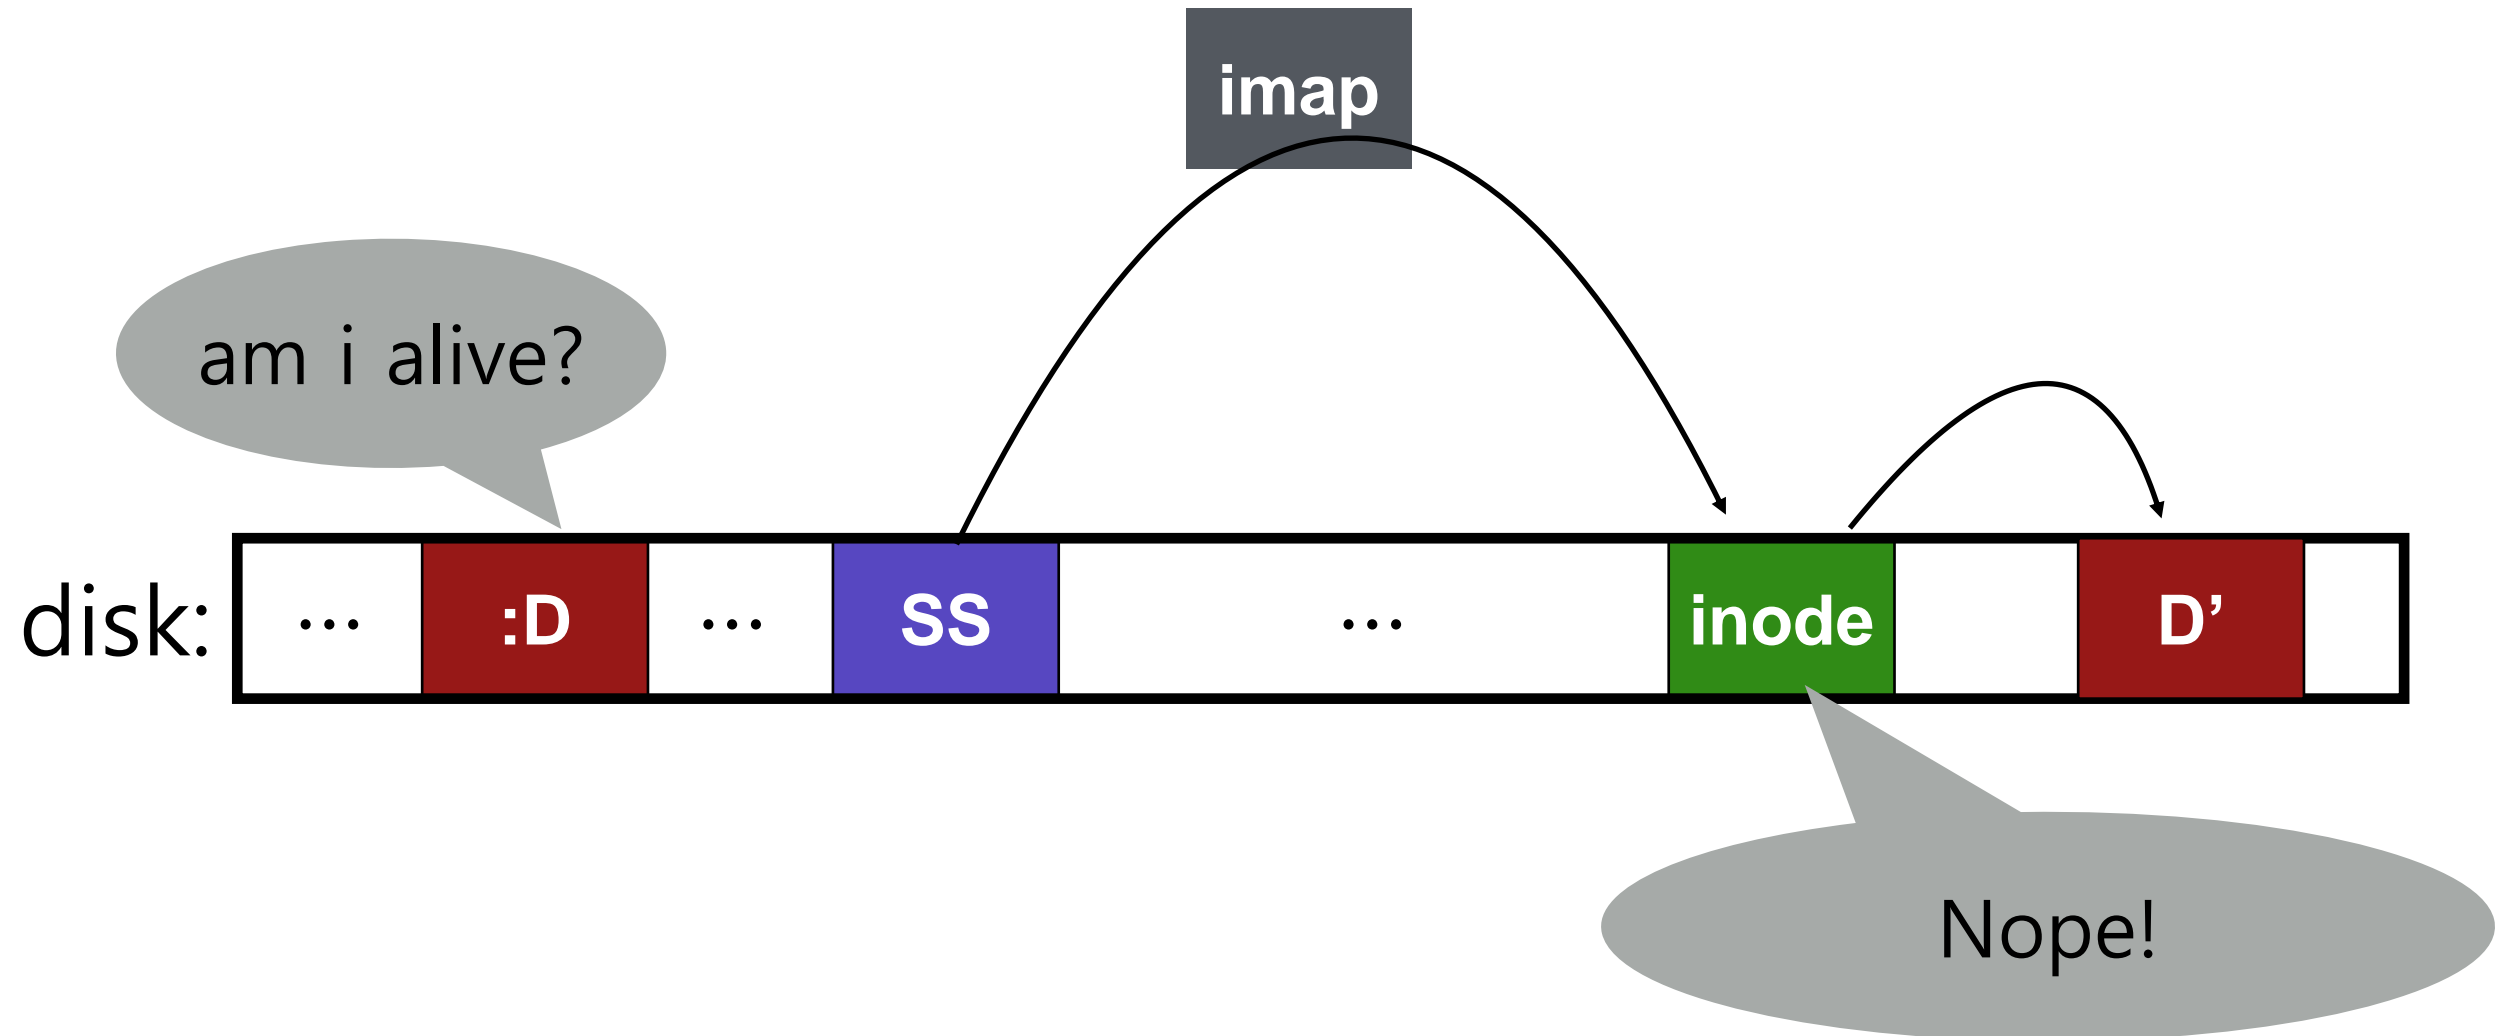 imap
am i alive?
disk:
...
:D
...
SS
...
inode
D’
Nope!